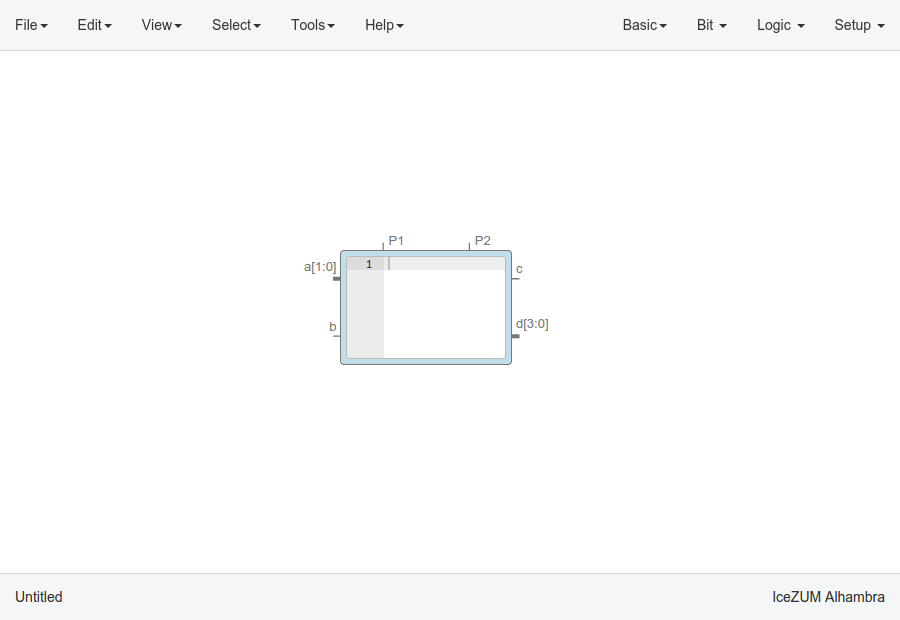 File Edit View Select Tools Help Basic Bit Logic Setup
P1 P2
a[1:0] 1 c
b d[3:0]
Untitled IceZUM Alhambra